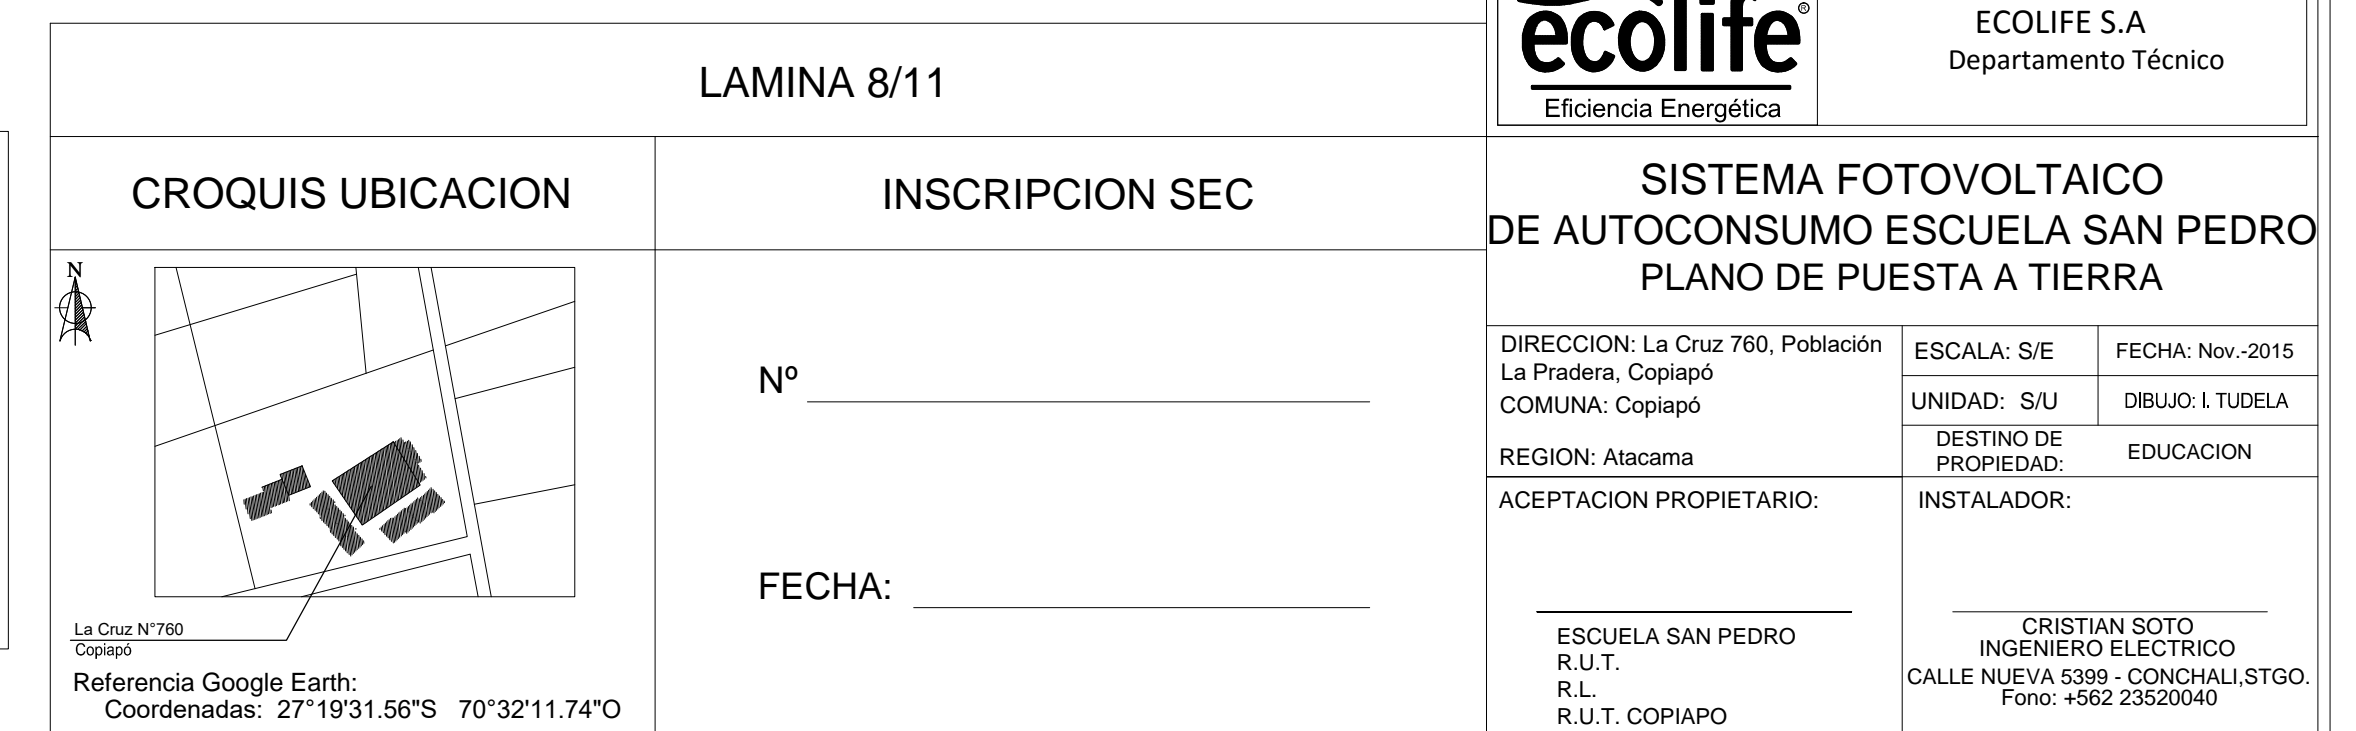 LAMINA 8/11
ecolife®
Eficiencia Energética
ECOLIFE S.A
Departamento Técnico
CROQUIS UBICACION
INSCRIPCION SEC
SISTEMA FOTOVOLTAICO
DE AUTOCONSUMO ESCUELA SAN PEDRO
PLANO DE PUESTA A TIERRA
N
La Cruz N°760
Copiapó
Referencia Google Earth:
Coordenadas: 27°19'31.56"S 70°32'11.74"O
Nº
FECHA:
DIRECCION: La Cruz 760, Población
La Pradera, Copiapó
COMUNA: Copiapó
REGION: Atacama
ESCALA: S/E
FECHA: Nov.-2015
UNIDAD: S/U
DIBUJO: I. TUDELA
DESTINO DE
PROPIEDAD:
EDUCACION
ACEPTACION PROPIETARIO:
ESCUELA SAN PEDRO
R.U.T.
R.L.
R.U.T. COPIAPO
INSTALADOR:
CRISTIAN SOTO
INGENIERO ELECTRICO
CALLE NUEVA 5399 - CONCHALI,STGO.
Fono: +562 23520040